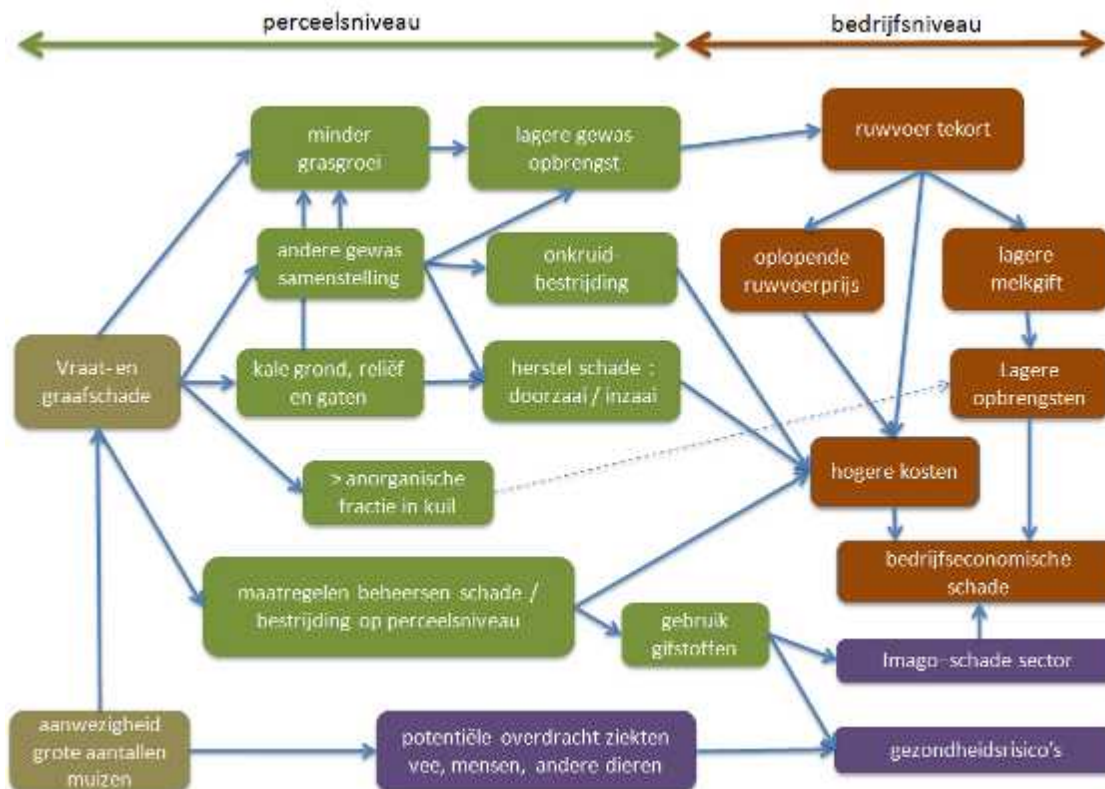 perceelsniveau
bedrijfsniveau
minder
grasgroei
lagere gewas
opbrengst
ruwvoer tekort
andere gewas
samenstelling
onkruid
bestrijding
oplopende
ruwvoerprijs
lagere
melkgift
Vraat- en
graafschade
kale grond, reliëf
en gaten
herstel schade :
doorzaai / inzaai
Lagere
opbrengsten
> anorganische
fractie in kuil
hogere kosten
maatregelen beheersen schade /
bestrijding op perceelsniveau
gebruik
gifstoffen
bedrijfseconomische
schade
Imago-schade sector
aanwezigheid
grote aantallen
muizen
potentiële overdracht ziekten
vee, mensen, andere dieren
gezondheidsrisico's